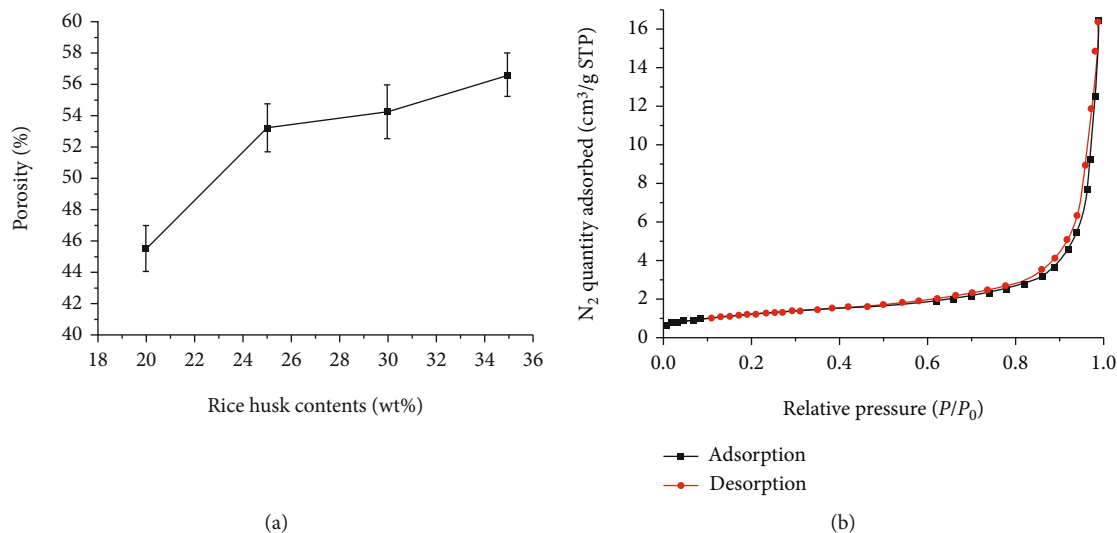 60
58
56
54
52
50
48
46
44
42
40
Porosity (%)
18 20 22 24 26 28 30 32 34 36
Rice husk contents (wt%)
(a)
16
14
12
10
8
6
4
2
0
N₂ quantity adsorbed (cm³/g STP)
0.0 0.2 0.4 0.6 0.8 1.0
Relative pressure (P/P₀)
Adsorption
Desorption
(b)